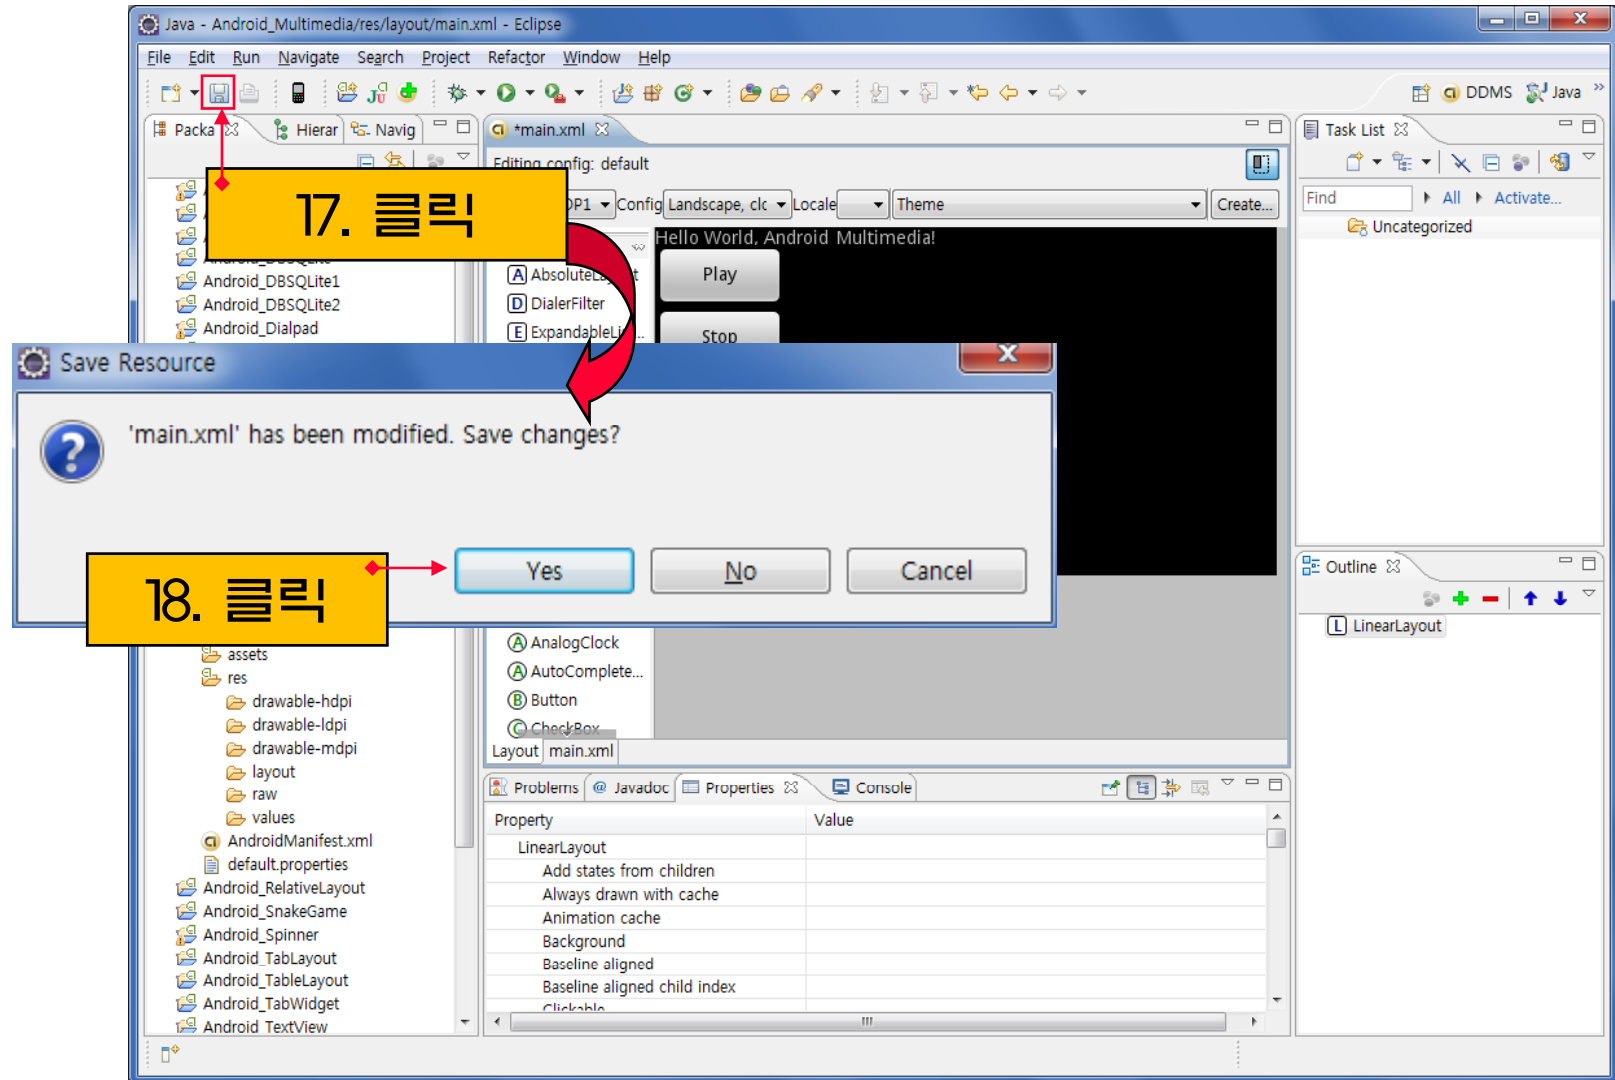 Java - Android_Multimedia/res/layout/main.xml - Eclipse
File Edit Run Navigate Search Project Refactor Window Help
DDMS Java »
Packa Hierar Navig
*main.xml
Task List
Editing config: default
17. 클릭
DP1 Config Landscape, clc Locale Theme Create...
Find All Activate...
Uncategorized
Hello World, Android Multimedia!
Play
Stop
Android_DBSQLite
Android_DBSQLite1
Android_DBSQLite2
Android_Dialpad
DialerFilter
Save Resource
'main.xml' has been modified. Save changes?
Yes No Cancel
18. 클릭
Outline
LinearLayout
AnalogClock
AutoComplete...
Button
CheckBox
Layout main.xml
assets
res
drawable-hdpi
drawable-ldpi
drawable-mdpi
layout
raw
values
AndroidManifest.xml
default.properties
Android_RelativeLayout
Android_SnakeGame
Android_Spinner
Android_TabLayout
Android_TableLayout
Android_TabWidget
Android_TextView
Problems @ Javadoc Properties Console
Property Value
LinearLayout
Add states from children
Always drawn with cache
Animation cache
Background
Baseline aligned
Baseline aligned child index
Clickable